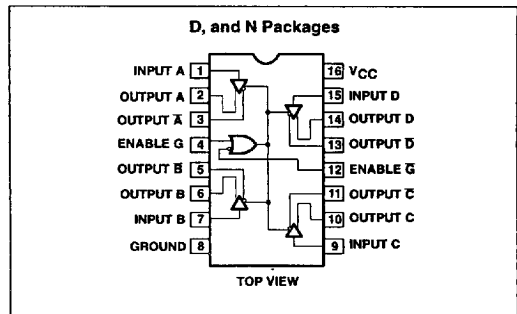 D, and N Packages
INPUT A 1
OUTPUT A 2
OUTPUT A̅ 3
ENABLE G 4
OUTPUT B̅ 5
OUTPUT B 6
INPUT B 7
GROUND 8
16 VCC
15 INPUT D
14 OUTPUT D
13 OUTPUT D̅
12 ENABLE G̅
11 OUTPUT C̅
10 OUTPUT C
9 INPUT C
TOP VIEW